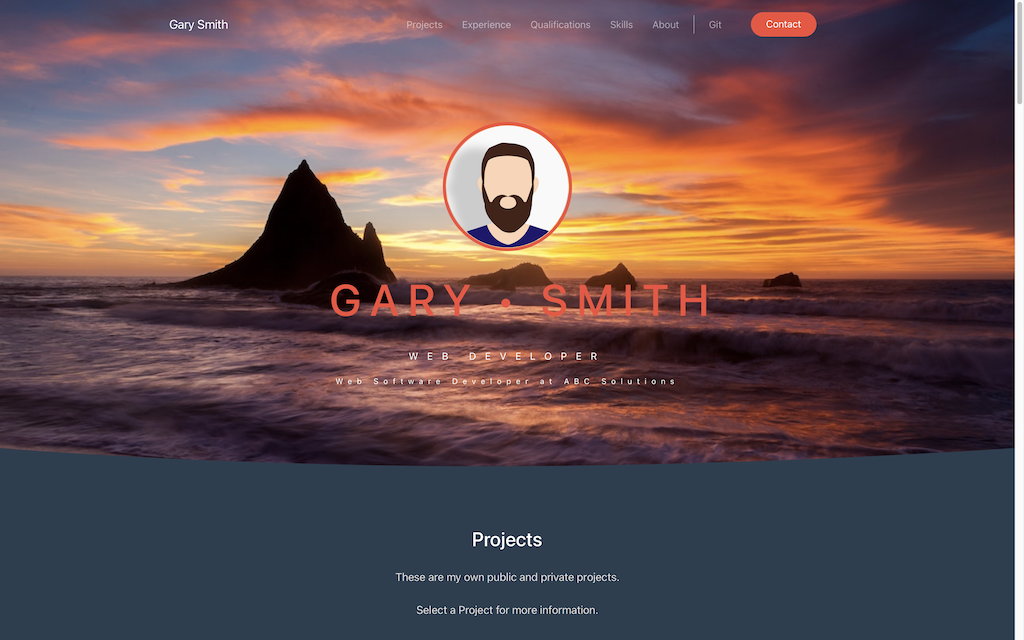 Gary Smith
Projects Experience Qualifications Skills About Git Contact
GARY • SMITH
WEB DEVELOPER
Web Software Developer at ABC Solutions
Projects
These are my own public and private projects.
Select a Project for more information.